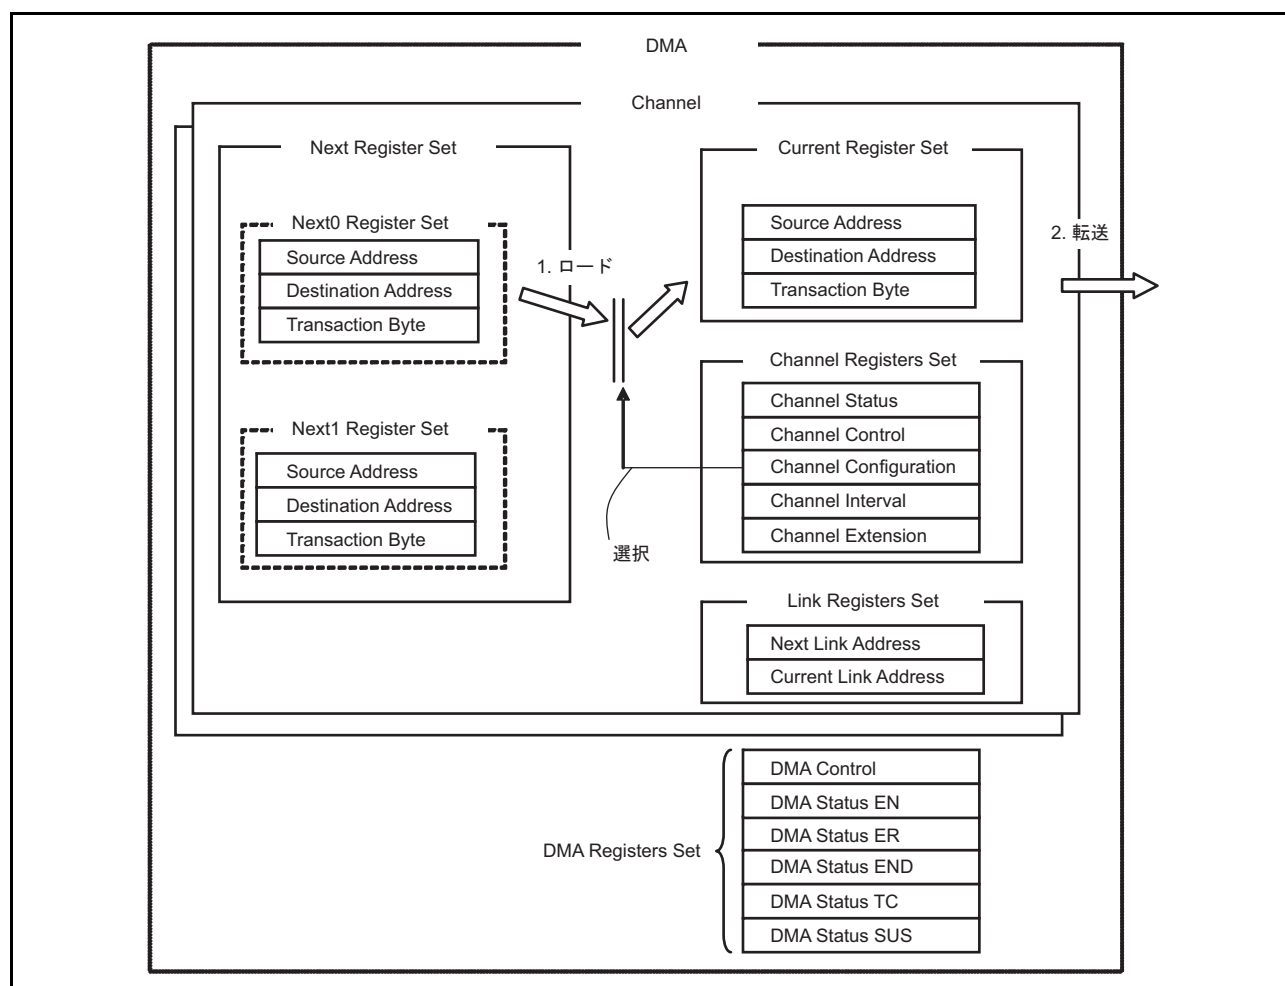 DMA
Channel
Next Register Set
Next0 Register Set
Source Address
Destination Address
Transaction Byte
Next1 Register Set
Source Address
Destination Address
Transaction Byte
1. ロード
選択
Current Register Set
Source Address
Destination Address
Transaction Byte
2. 転送
Channel Registers Set
Channel Status
Channel Control
Channel Configuration
Channel Interval
Channel Extension
Link Registers Set
Next Link Address
Current Link Address
DMA Registers Set
DMA Control
DMA Status EN
DMA Status ER
DMA Status END
DMA Status TC
DMA Status SUS